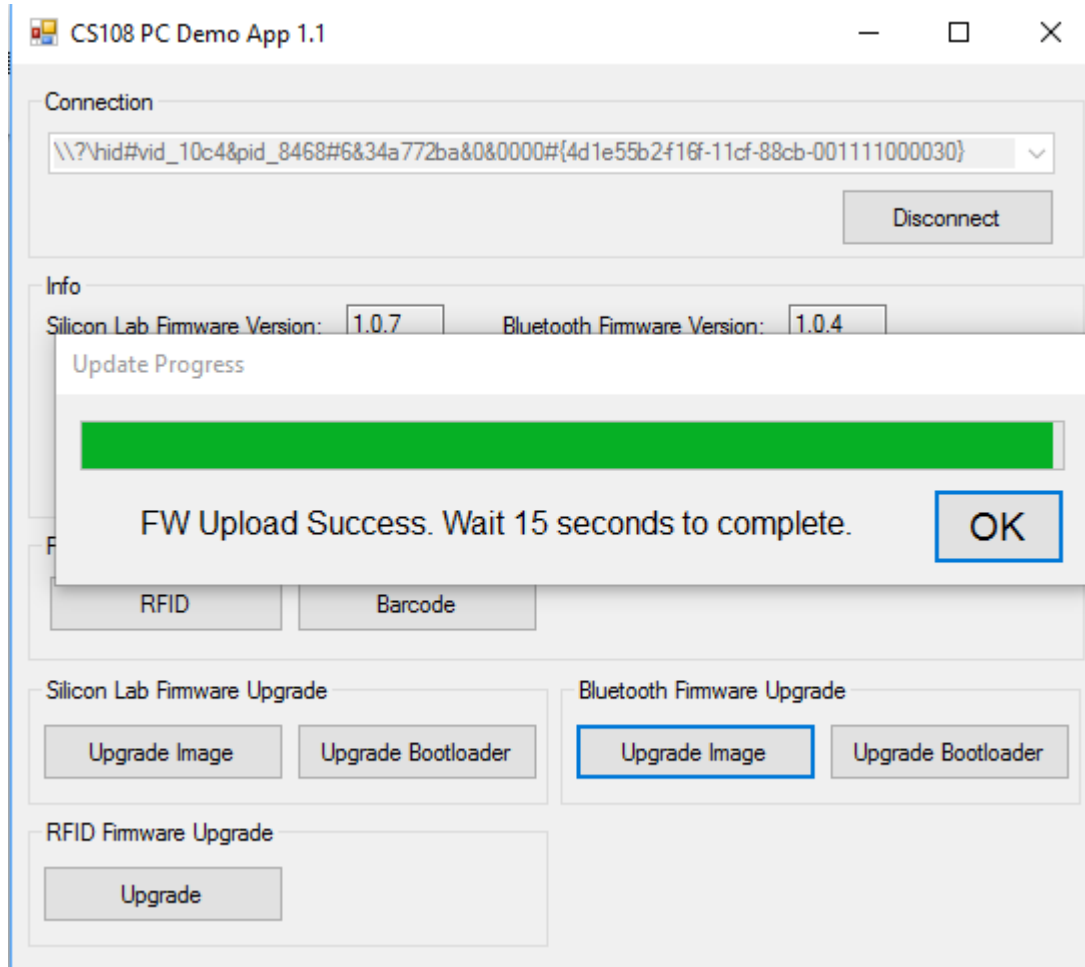 CS108 PC Demo App 1.1
Connection
\\?\hid#vid_10c4&pid_8468#6&34a772ba&0&0000#{4d1e55b2-f16f-11cf-88cb-001111000030}
Disconnect
Info
Silicon Lab Firmware Version: 1.0.7 Bluetooth Firmware Version: 1.0.4
Update Progress
FW Upload Success. Wait 15 seconds to complete.
OK
RFID Barcode
Silicon Lab Firmware Upgrade Bluetooth Firmware Upgrade
Upgrade Image Upgrade Bootloader Upgrade Image Upgrade Bootloader
RFID Firmware Upgrade
Upgrade